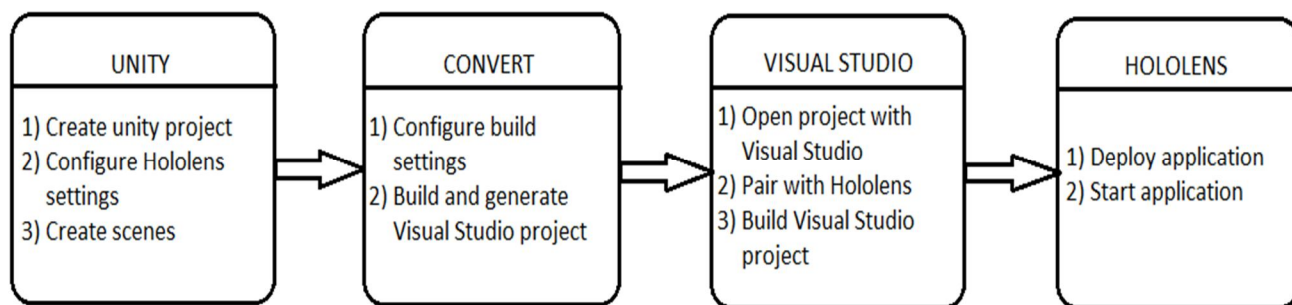 UNITY
1) Create unity project
2) Configure Hololens
settings
3) Create scenes
CONVERT
1) Configure build
settings
2) Build and generate
Visual Studio project
VISUAL STUDIO
1) Open project with
Visual Studio
2) Pair with Hololens
3) Build Visual Studio
project
HOLOLENS
1) Deploy application
2) Start application